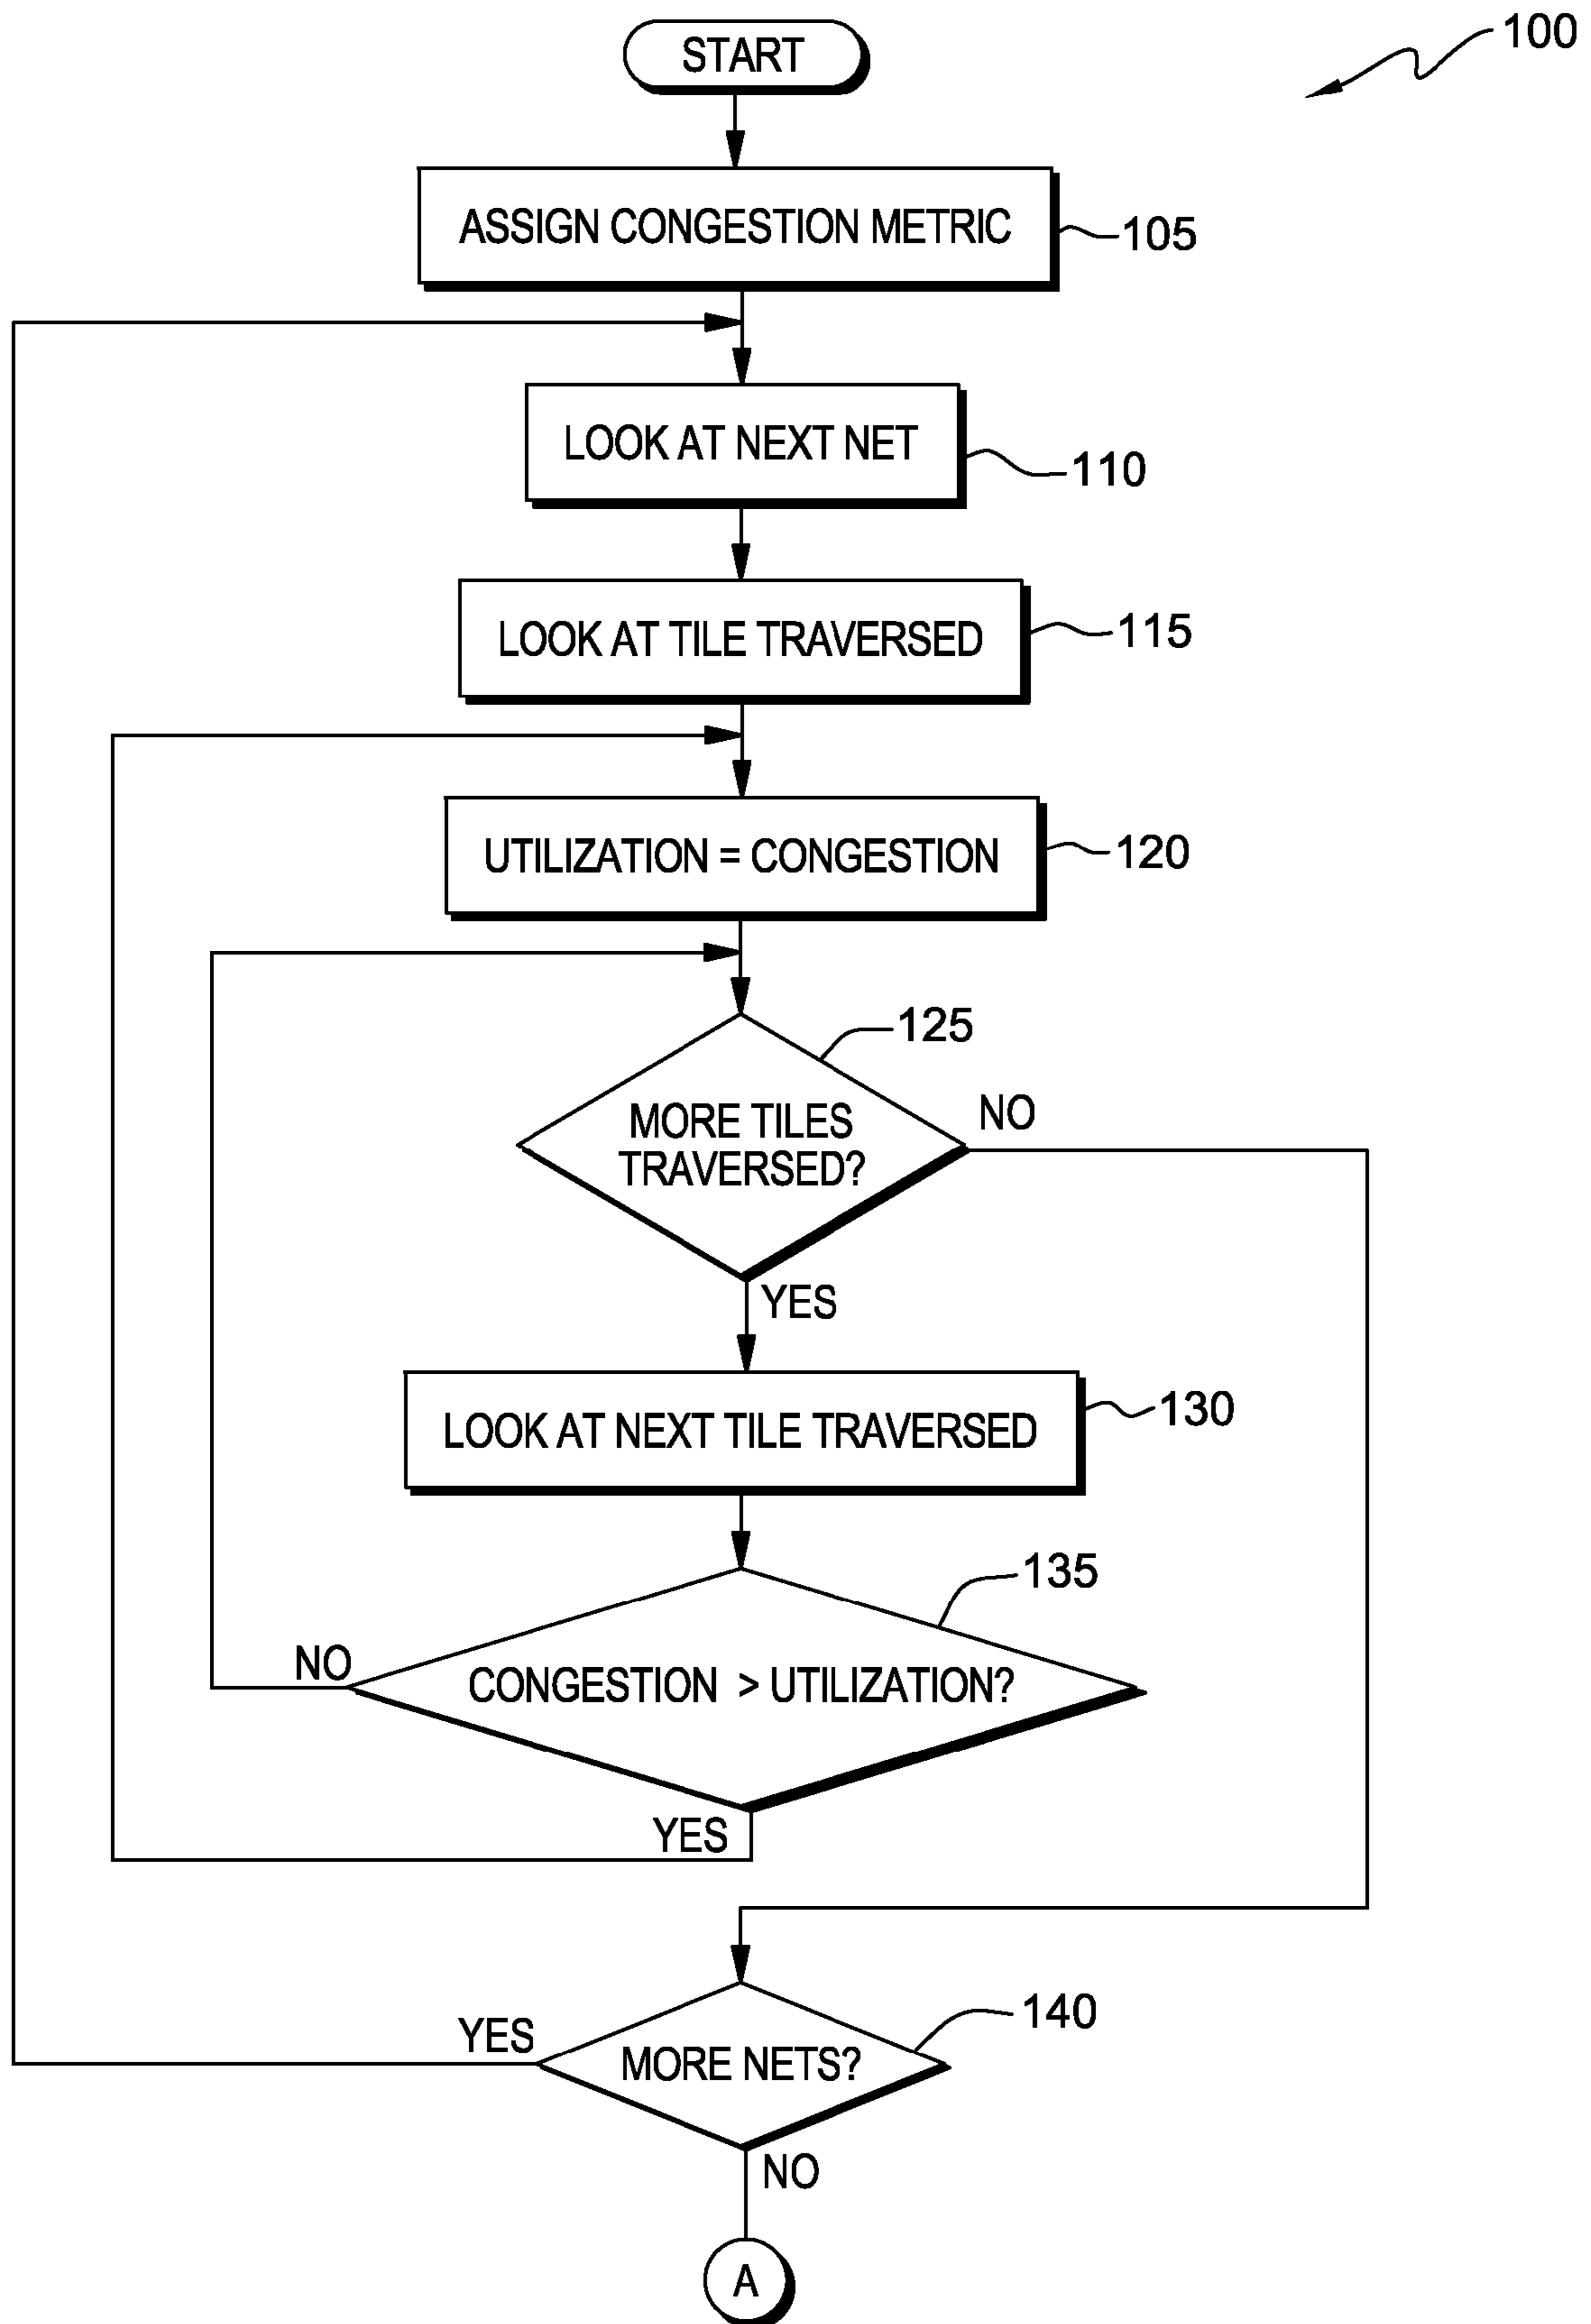 100
START
ASSIGN CONGESTION METRIC
105
LOOK AT NEXT NET
110
LOOK AT TILE TRAVERSED
115
UTILIZATION = CONGESTION
120
125
MORE TILES
TRAVERSED?
NO
YES
LOOK AT NEXT TILE TRAVERSED
130
135
NO
CONGESTION > UTILIZATION?
YES
140
YES
MORE NETS?
NO
A